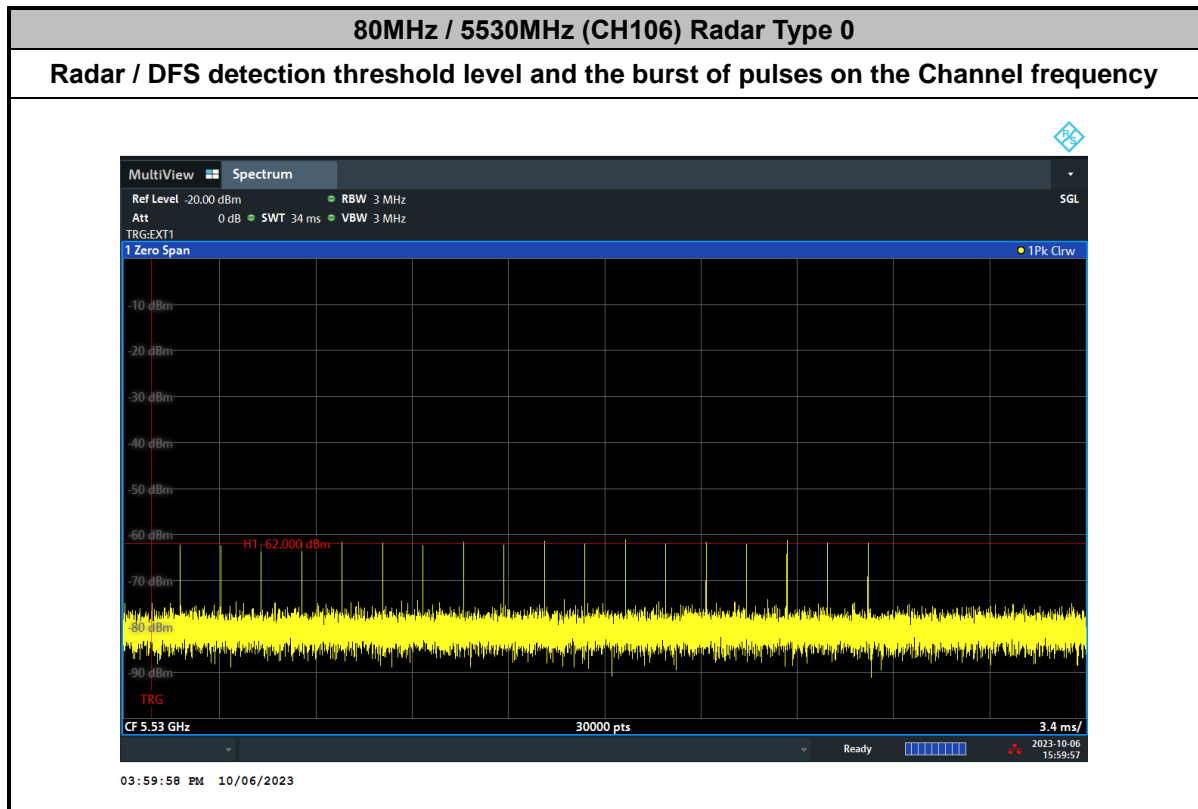 80MHz / 5530MHz (CH106) Radar Type 0
Radar / DFS detection threshold level and the burst of pulses on the Channel frequency
R&S
MultiView Spectrum
Ref Level -20.00 dBm RBW 3 MHz SGL
Att 0 dB SWT 34 ms VBW 3 MHz
TRG:EXT1
1 Zero Span 1Pk Clrw
-10 dBm
-20 dBm
-30 dBm
-40 dBm
-50 dBm
-60 dBm
H1 -62.000 dBm
-70 dBm
-80 dBm
-90 dBm
TRG
CF 5.53 GHz 30000 pts 3.4 ms/
Ready 2023-10-06
15:59:57
03:59:58 PM 10/06/2023